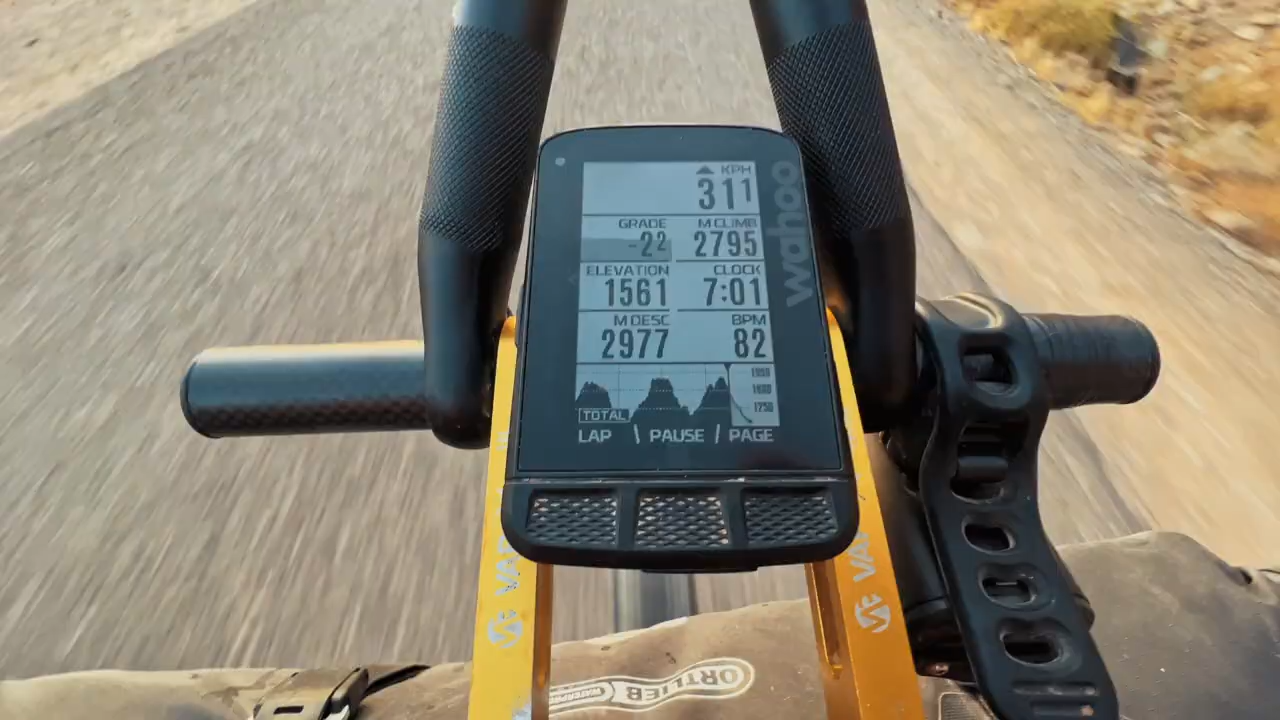 KPH
311
GRADE M CLIMB
-22 2795
ELEVATION CLOCK
1561 7:01
M DESC BPM
2977 82
TOTAL
LAP \ PAUSE / PAGE
wahoo
ORTLIEB
WATERPROOF